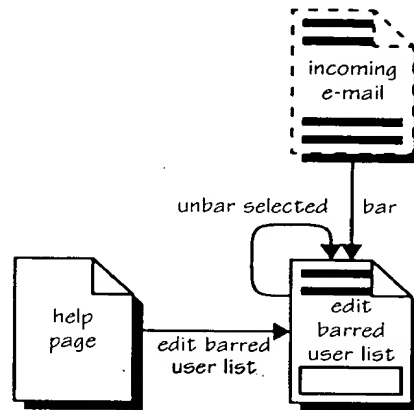 incoming
e-mail
unbar selected
bar
help
page
edit barred
user list
edit
barred
user list